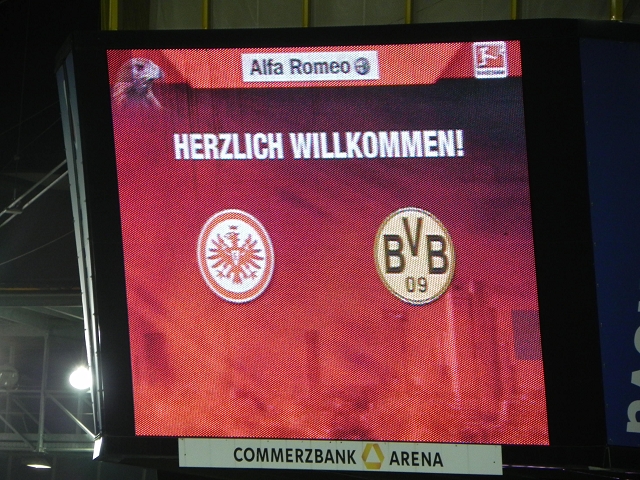 Alfa Romeo
HERZLICH WILLKOMMEN!
BVB
09
COMMERZBANK ARENA